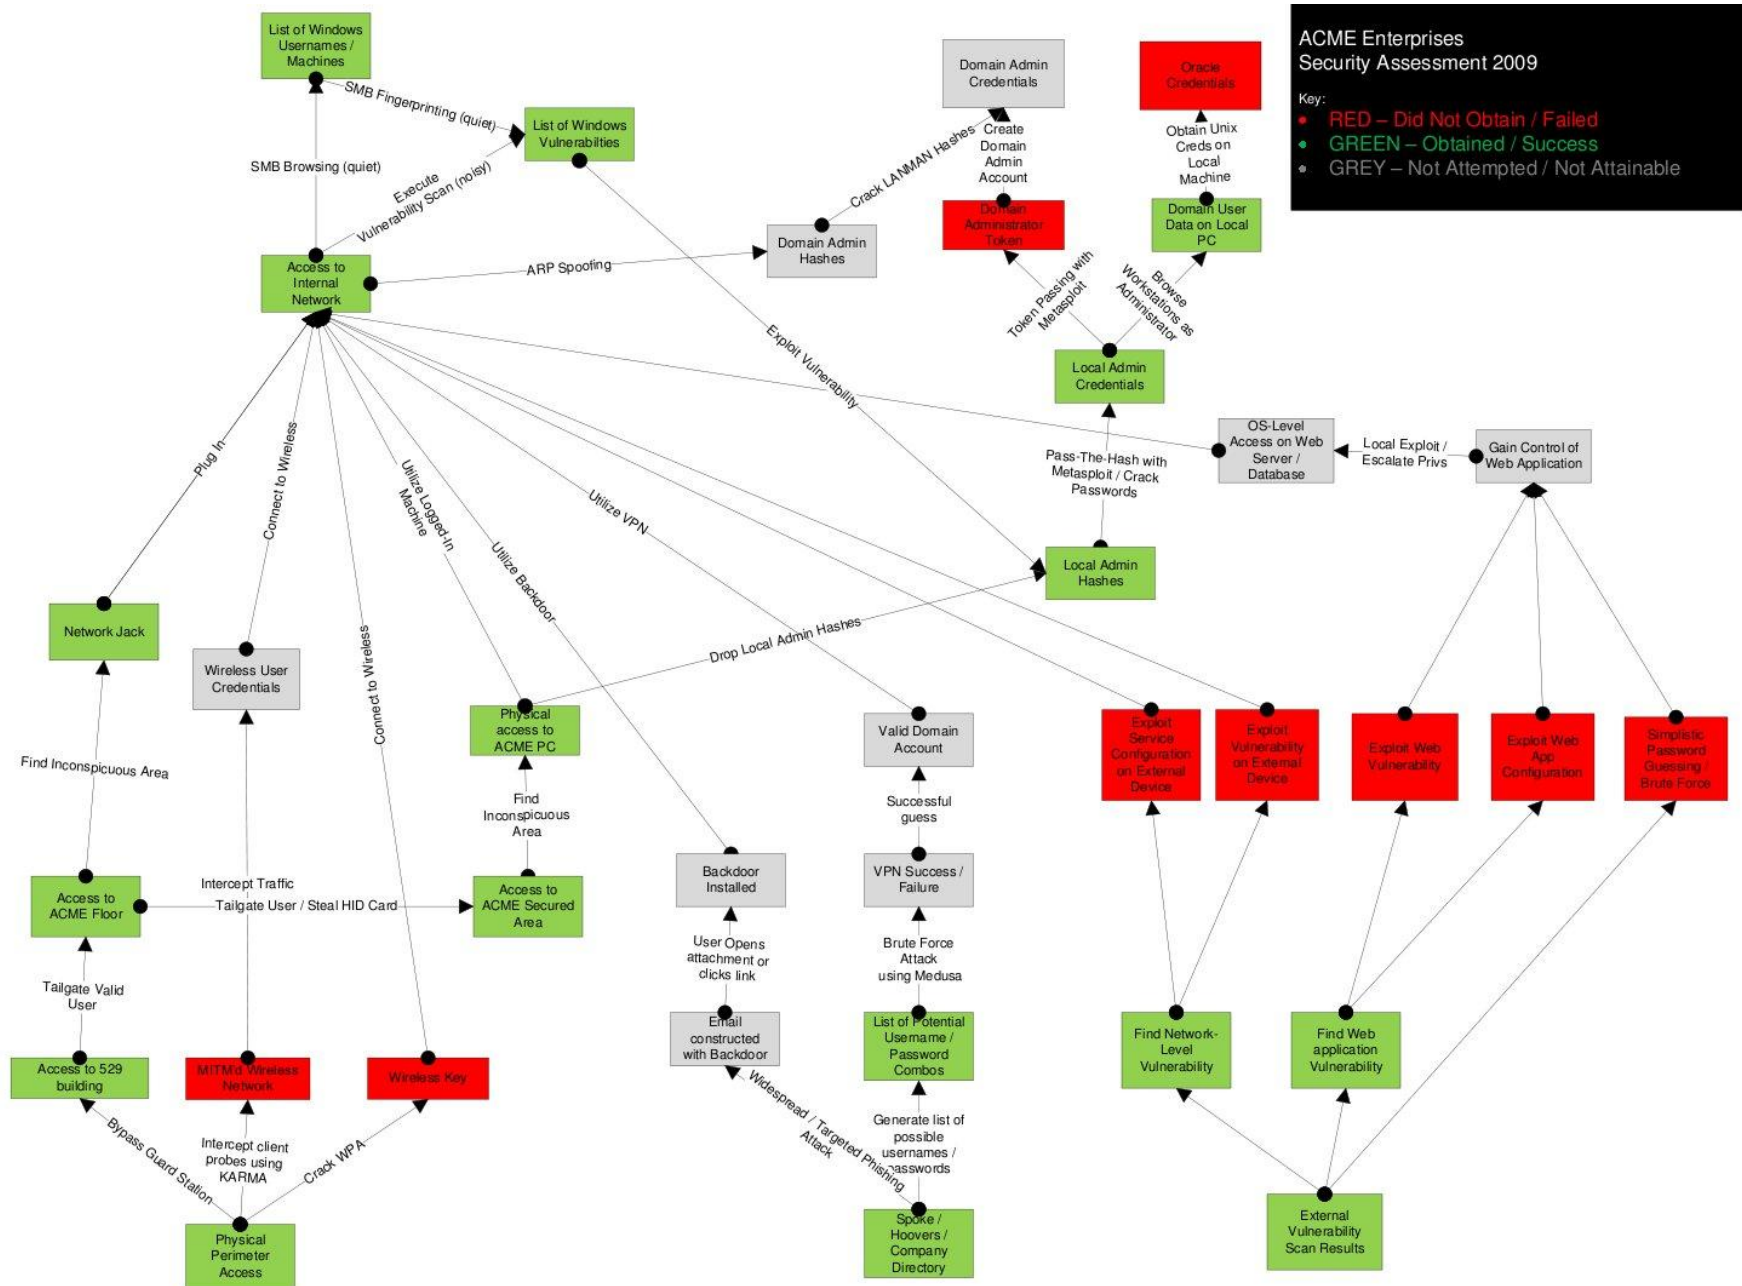 ACME Enterprises
Security Assessment 2009
Key:
RED – Did Not Obtain / Failed
GREEN – Obtained / Success
GREY – Not Attempted / Not Attainable
List of Windows
Usernames /
Machines
SMB Fingerprinting (quiet)
List of Windows
Vulnerabilties
SMB Browsing (quiet)
Execute
Vulnerability Scan (noisy)
Access to
Internal
Network
ARP Spoofing
Domain Admin
Hashes
Crack LANMAN Hashes
Domain Admin
Credentials
Create
Domain
Admin
Account
Domain
Administrator
Token
Oracle
Credentials
Obtain Unix
Creds on
Local
Machine
Domain User
Data on Local
PC
Token Passing with
Metasploit
Browse
Workstations as
Administrator
Local Admin
Credentials
Exploit Vulnerability
Pass-The-Hash with
Metasploit / Crack
Passwords
Local Admin
Hashes
OS-Level
Access on Web
Server /
Database
Local Exploit /
Escalate Privs
Gain Control of
Web Application
Plug In
Connect to Wireless
Utilize Logged-In
Machine
Utilize Backdoor
Utilize VPN
Connect to Wireless
Drop Local Admin Hashes
Network Jack
Wireless User
Credentials
Physical
access to
ACME PC
Valid Domain
Account
Exploit
Service
Configuration
on External
Device
Exploit
Vulnerability
on External
Device
Exploit Web
Vulnerability
Exploit Web
App
Configuration
Simplistic
Password
Guessing /
Brute Force
Find Inconspicuous Area
Find
Inconspicuous
Area
Successful
guess
Access to
ACME Floor
Intercept Traffic
Tailgate User / Steal HID Card
Access to
ACME Secured
Area
Backdoor
Installed
VPN Success /
Failure
Tailgate Valid
User
User Opens
attachment or
clicks link
Brute Force
Attack
using Medusa
Access to 529
building
MITM'd Wireless
Network
Wireless Key
Email
constructed
with Backdoor
List of Potential
Username /
Password
Combos
Find Network-
Level
Vulnerability
Find Web
application
Vulnerability
Bypass Guard Station
Intercept client
probes using
KARMA
Crack WPA
Widespread / Targeted Phishing
Attack
Generate list of
possible
usernames /
passwords
Physical
Perimeter
Access
Spoke /
Hoovers /
Company
Directory
External
Vulnerability
Scan Results